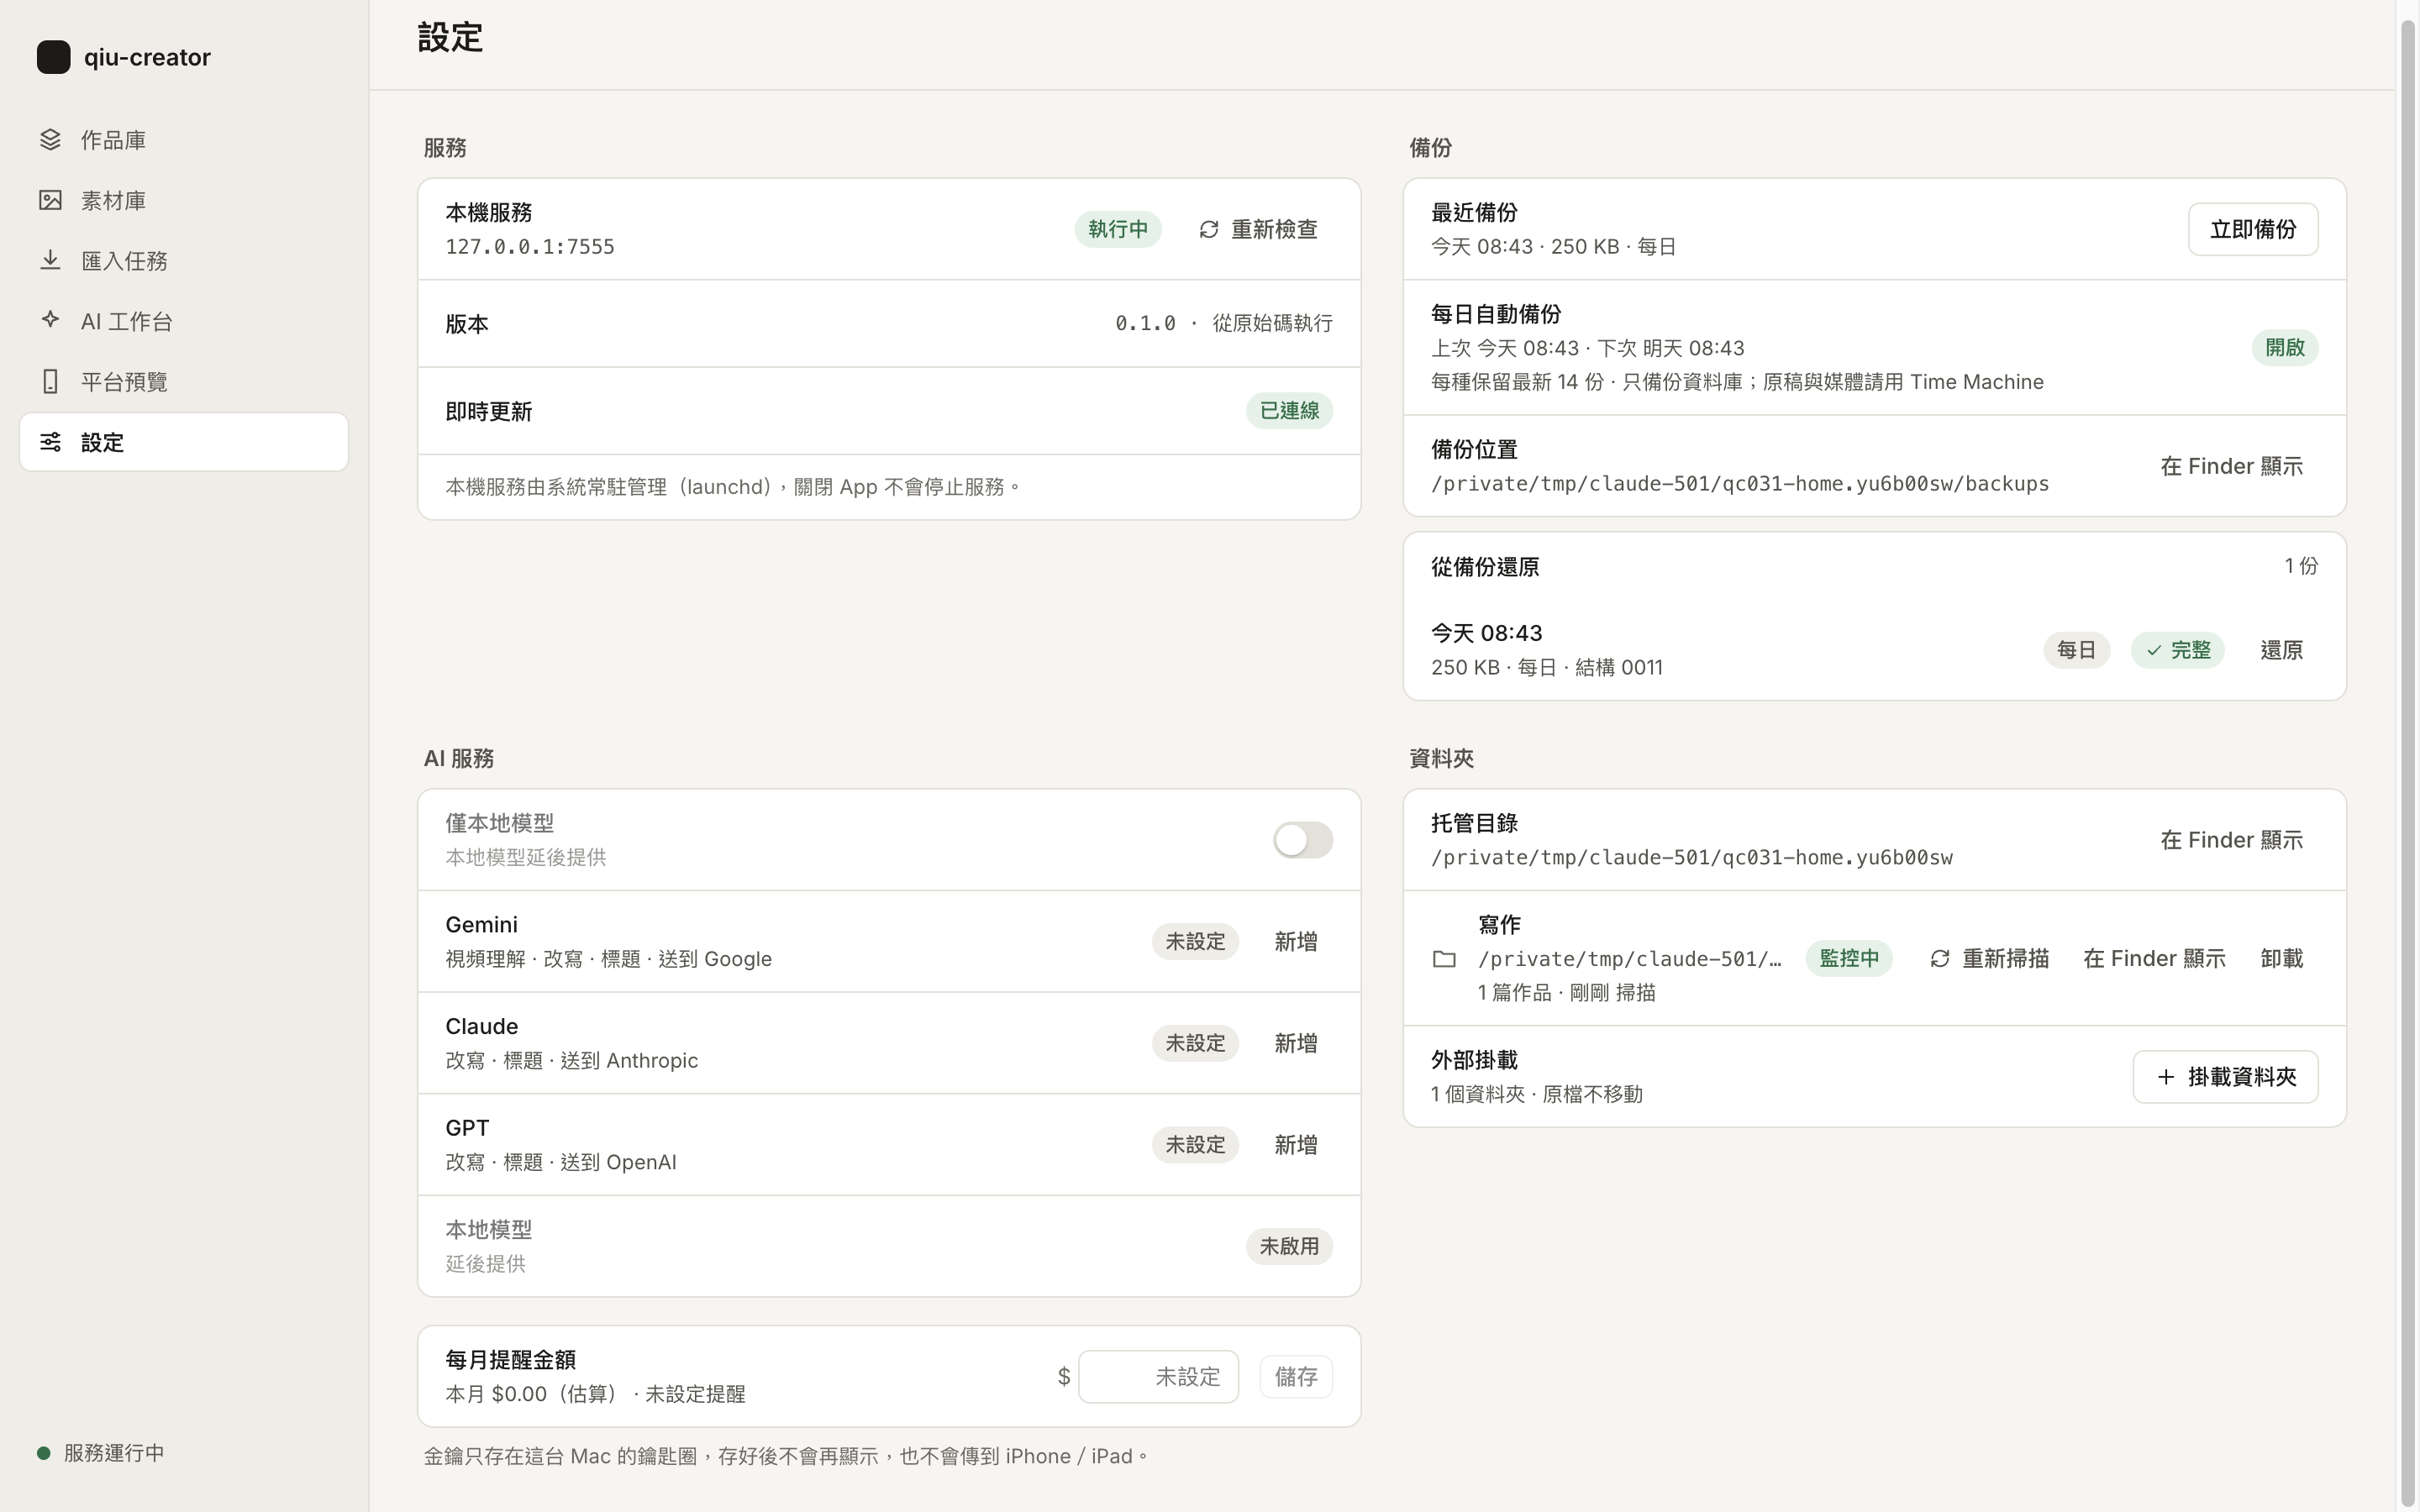 qiu-creator
作品庫
素材庫
匯入任務
AI 工作台
平台預覽
設定
服務運行中
設定
服務
本機服務
127.0.0.1:7555
執行中
重新檢查
版本
0.1.0 · 從原始碼執行
即時更新
已連線
本機服務由系統常駐管理（launchd），關閉 App 不會停止服務。
備份
最近備份
今天 08:43 · 250 KB · 每日
立即備份
每日自動備份
上次 今天 08:43 · 下次 明天 08:43
每種保留最新 14 份 · 只備份資料庫；原稿與媒體請用 Time Machine
開啟
備份位置
/private/tmp/claude-501/qc031-home.yu6b00sw/backups
在 Finder 顯示
從備份還原
1 份
今天 08:43
250 KB · 每日 · 結構 0011
每日
完整
還原
AI 服務
僅本地模型
本地模型延後提供
Gemini
視頻理解 · 改寫 · 標題 · 送到 Google
未設定
新增
Claude
改寫 · 標題 · 送到 Anthropic
未設定
新增
GPT
改寫 · 標題 · 送到 OpenAI
未設定
新增
本地模型
延後提供
未啟用
每月提醒金額
本月 $0.00（估算） · 未設定提醒
$ 未設定
儲存
金鑰只存在這台 Mac 的鑰匙圈，存好後不會再顯示，也不會傳到 iPhone / iPad。
資料夾
托管目錄
/private/tmp/claude-501/qc031-home.yu6b00sw
在 Finder 顯示
寫作
/private/tmp/claude-501/…
1 篇作品 · 剛剛 掃描
監控中
重新掃描
在 Finder 顯示
卸載
外部掛載
1 個資料夾 · 原檔不移動
掛載資料夾